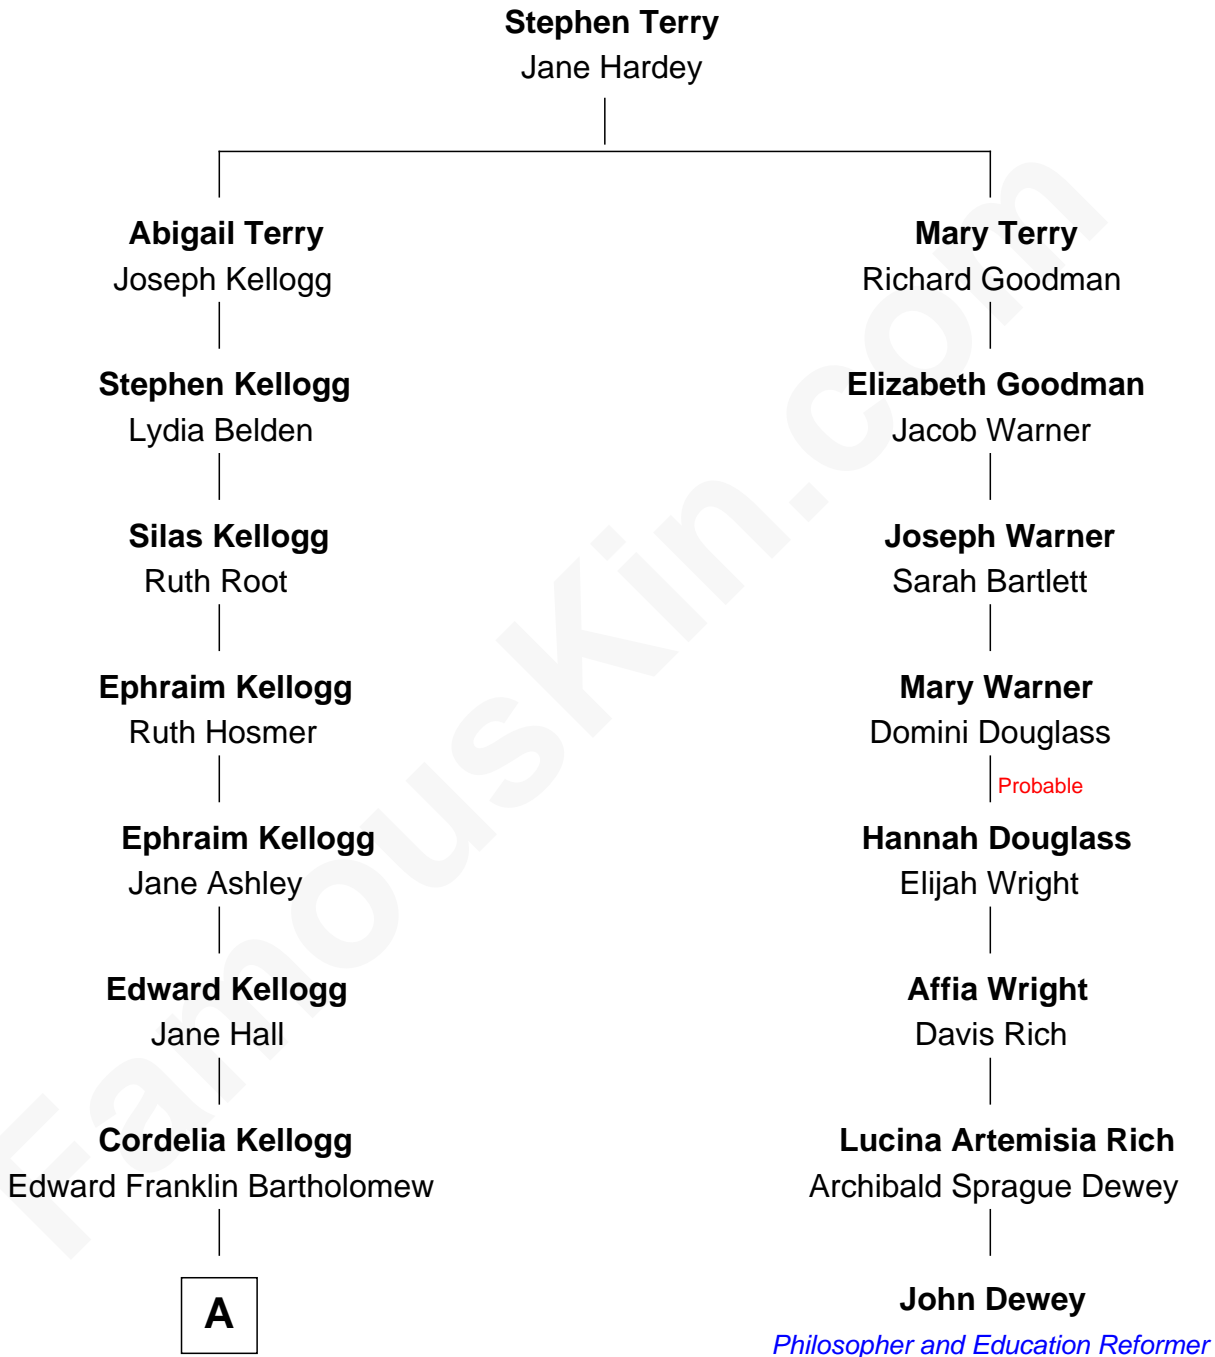 Stephen Terry
Jane Hardey
Abigail Terry
Joseph Kellogg
Mary Terry
Richard Goodman
Stephen Kellogg
Lydia Belden
Elizabeth Goodman
Jacob Warner
Silas Kellogg
Ruth Root
Joseph Warner
Sarah Bartlett
Ephraim Kellogg
Ruth Hosmer
Mary Warner
Domini Douglass
Probable
Ephraim Kellogg
Jane Ashley
Hannah Douglass
Elijah Wright
Edward Kellogg
Jane Hall
Affia Wright
Davis Rich
Cordelia Kellogg
Edward Franklin Bartholomew
Lucina Artemisia Rich
Archibald Sprague Dewey
A
John Dewey
Philosopher and Education Reformer
FamousKin.com